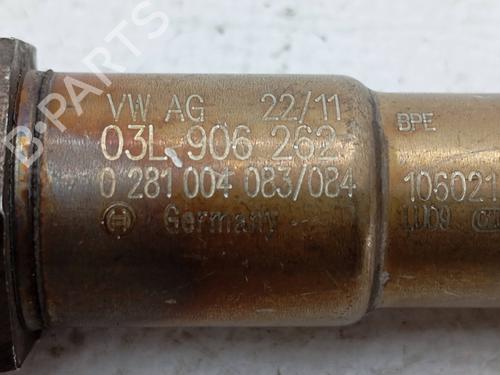 VW AG 22/11
03L 906 262
0 281 004 083/084
Germany
BPE
106021
B-PARTS